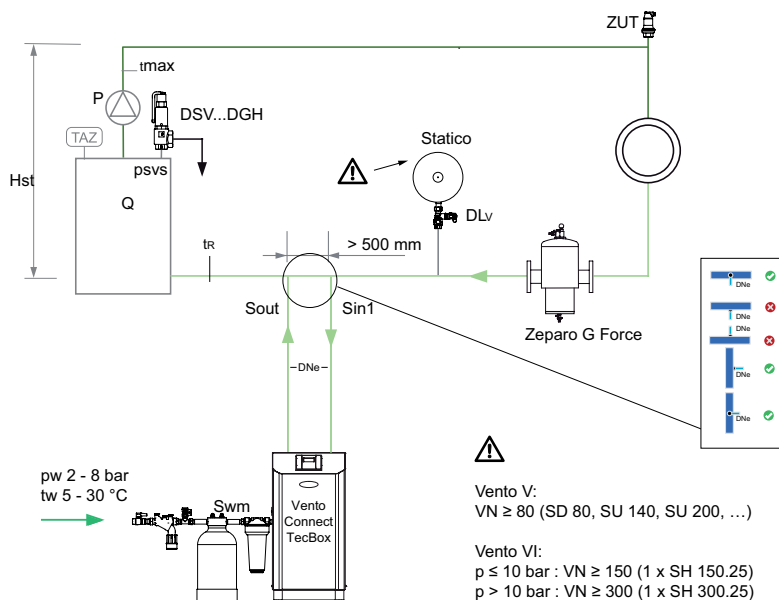 ZUT
tmax
P
DSV...DGH
TAZ
psvs
Hst
Q
Statico
DLV
tR
> 500 mm
Sout
Sin1
Zeparo G Force
DNe
DNe
DNe
DNe
DNe
–DNe–
pw 2 - 8 bar
tw 5 - 30 °C
Swm
Vento
Connect
TecBox
Vento V:
VN ≥ 80 (SD 80, SU 140, SU 200, …)
Vento VI:
p ≤ 10 bar : VN ≥ 150 (1 x SH 150.25)
p > 10 bar : VN ≥ 300 (1 x SH 300.25)